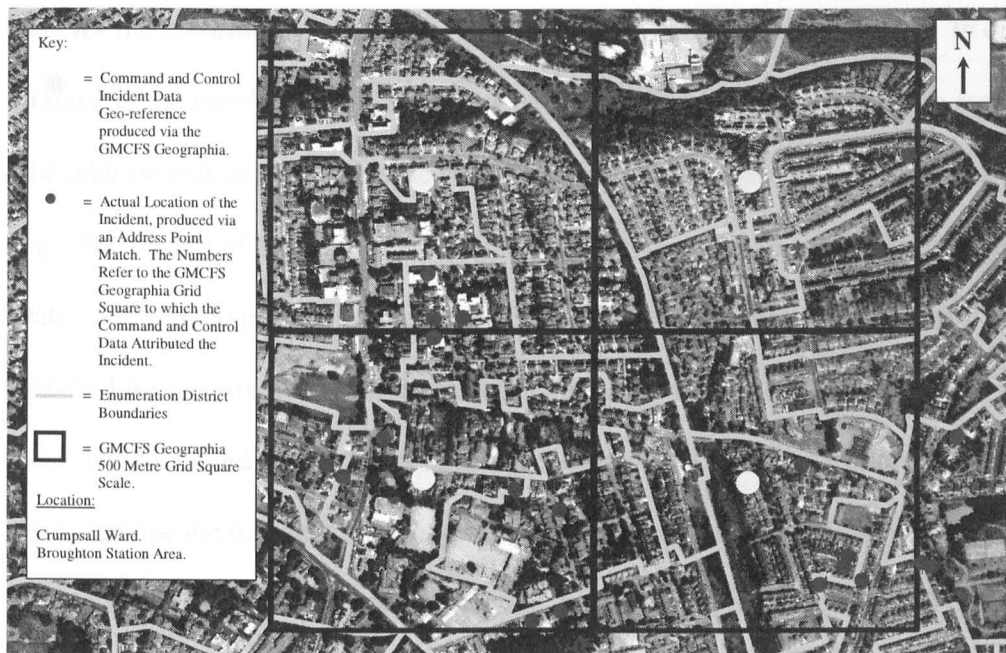 Key:
= Command and Control
Incident Data
Geo-reference
produced via the
GMCFS Geographia.
= Actual Location of the
Incident, produced via
an Address Point
Match. The Numbers
Refer to the GMCFS
Geographia Grid
Square to which the
Command and Control
Data Attributed the
Incident.
= Enumeration District
Boundaries
= GMCFS Geographia
500 Metre Grid Square
Scale.
Location:
Crumpsall Ward.
Broughton Station Area.
N